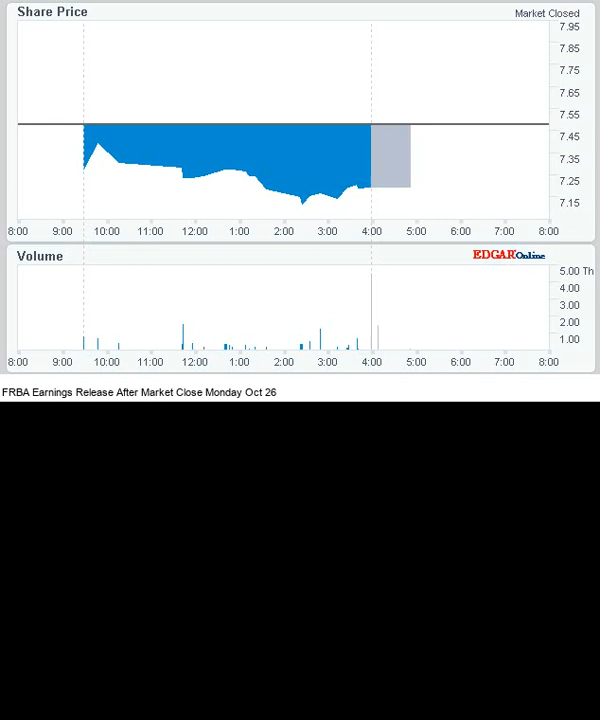 Share Price
Market Closed
7.95
7.85
7.75
7.65
7.55
7.45
7.35
7.25
7.15
8:00 9:00 10:00 11:00 12:00 1:00 2:00 3:00 4:00 5:00 6:00 7:00 8:00
Volume
EDGAR Online
5.00 Th
4.00
3.00
2.00
1.00
8:00 9:00 10:00 11:00 12:00 1:00 2:00 3:00 4:00 5:00 6:00 7:00 8:00
FRBA Earnings Release After Market Close Monday Oct 26